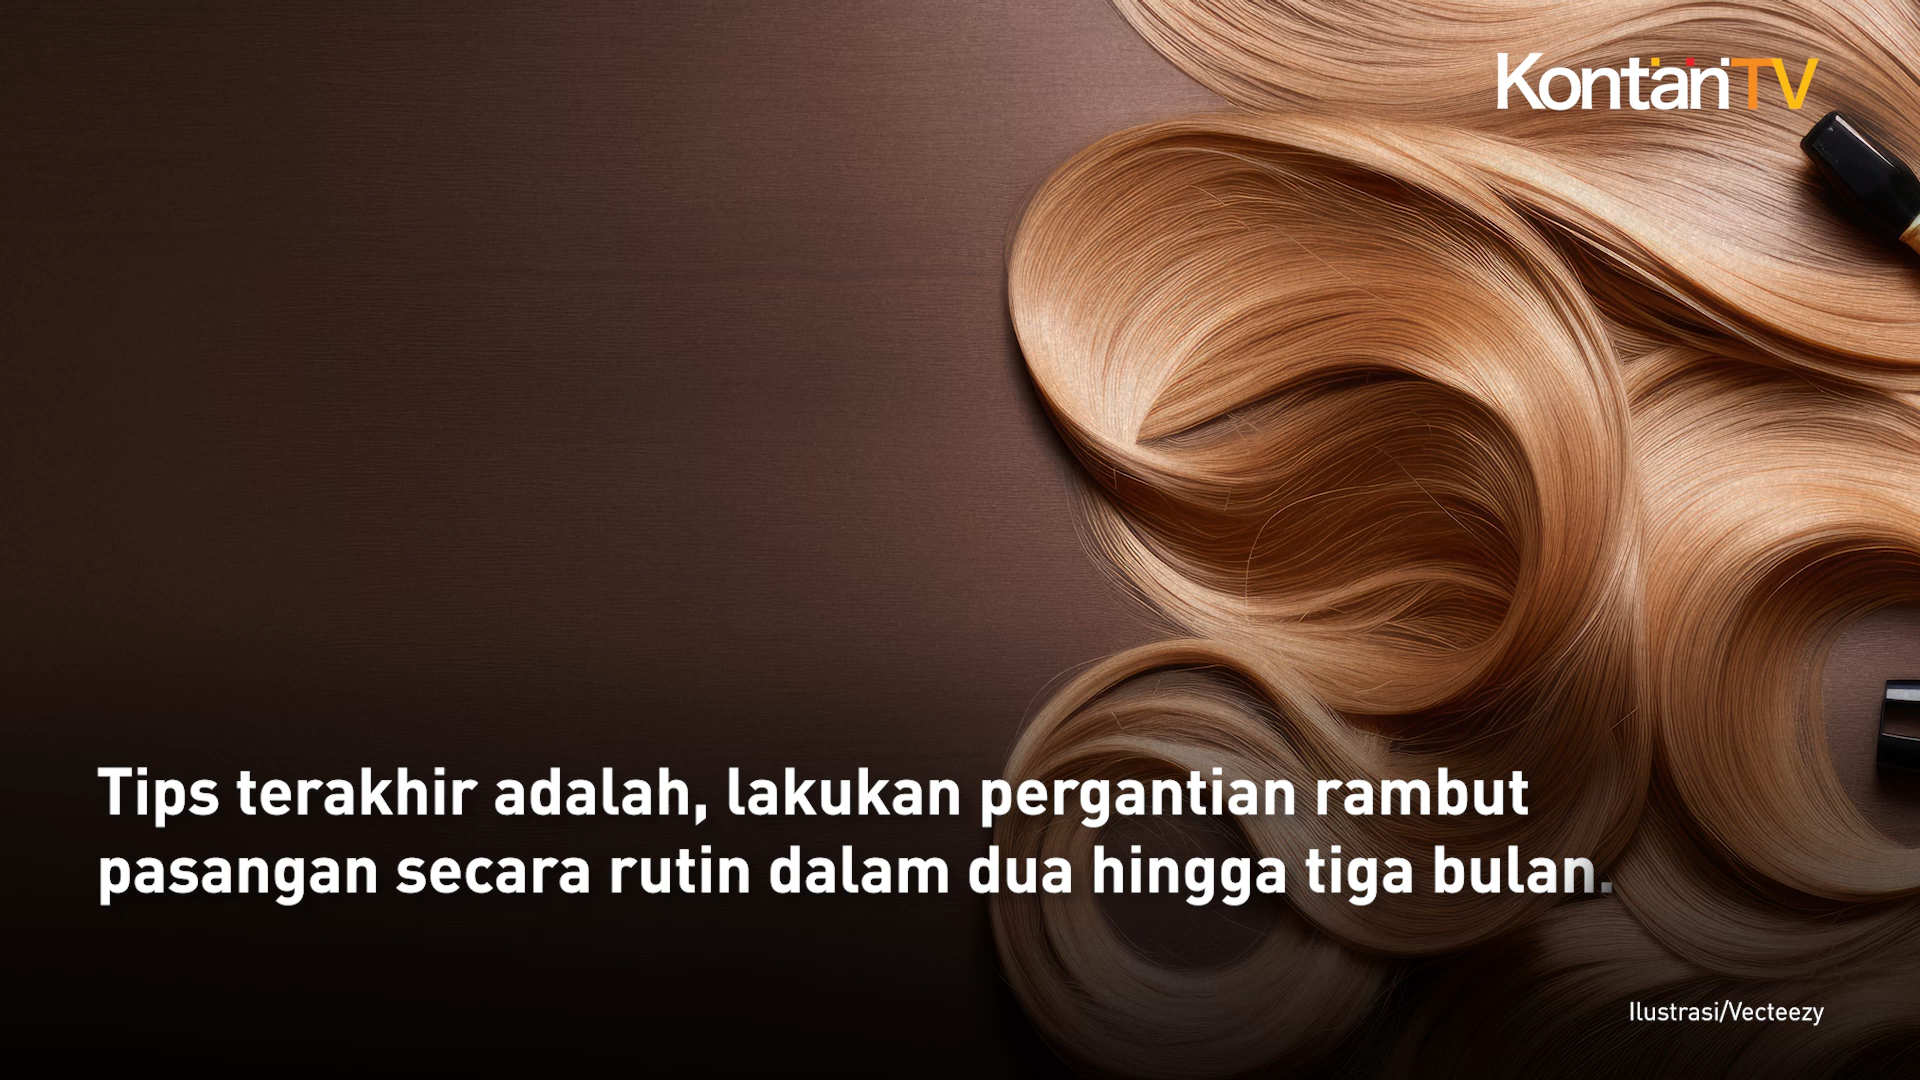 KontanTV
Tips terakhir adalah, lakukan pergantian rambut
pasangan secara rutin dalam dua hingga tiga bulan.
Ilustrasi/Vecteezy